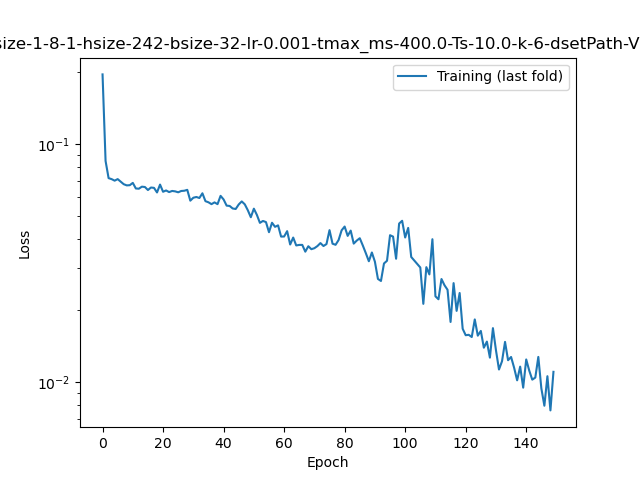 size-1-8-1-hsize-242-bsize-32-lr-0.001-tmax_ms-400.0-Ts-10.0-k-6-dsetPath-V
Training (last fold)
10⁻¹
10⁻²
Loss
0 20 40 60 80 100 120 140
Epoch